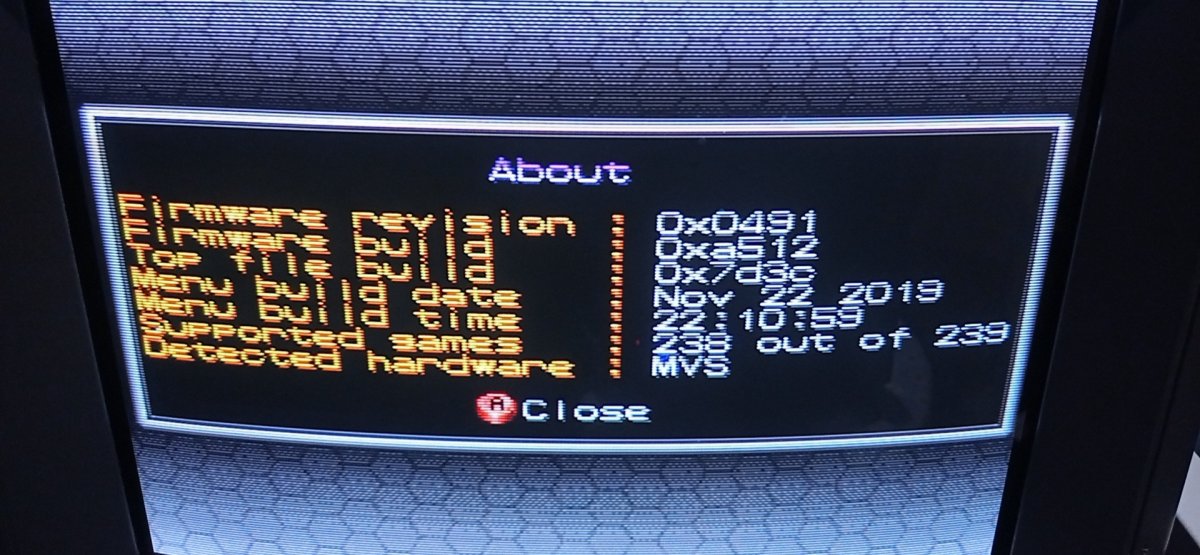 About
Firmware revision : 0x0491
Firmware build : 0xa512
Top file build : 0x7d3c
Menu build date : Nov 22 2019
Menu build time : 22:10:59
Supported games : 238 out of 239
Detected hardware : MVS
A Close